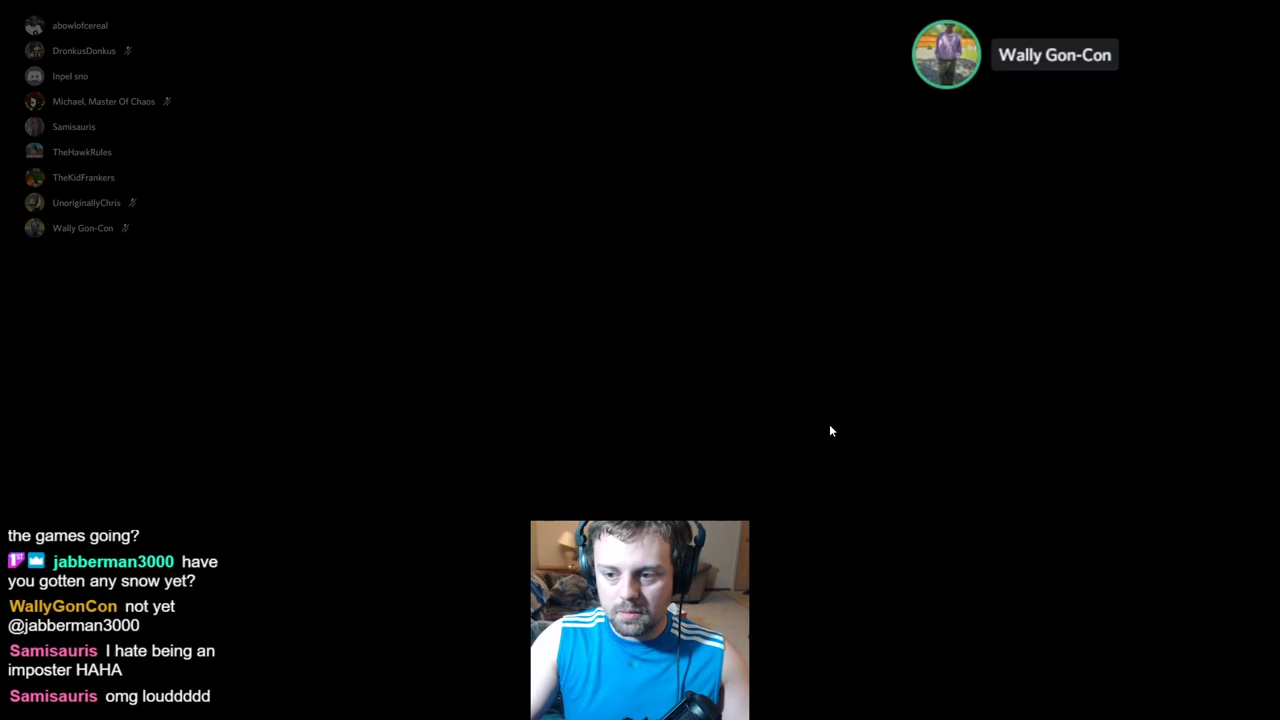 abowlofcereal
DronkusDonkus
Inpel sno
Michael, Master Of Chaos
Samisauris
TheHawkRules
TheKidFrankers
UnoriginallyChris
Wally Gon-Con
Wally Gon-Con
the games going?
1ST jabberman3000 have
you gotten any snow yet?
WallyGonCon not yet
@jabberman3000
Samisauris I hate being an
imposter HAHA
Samisauris omg louddddd